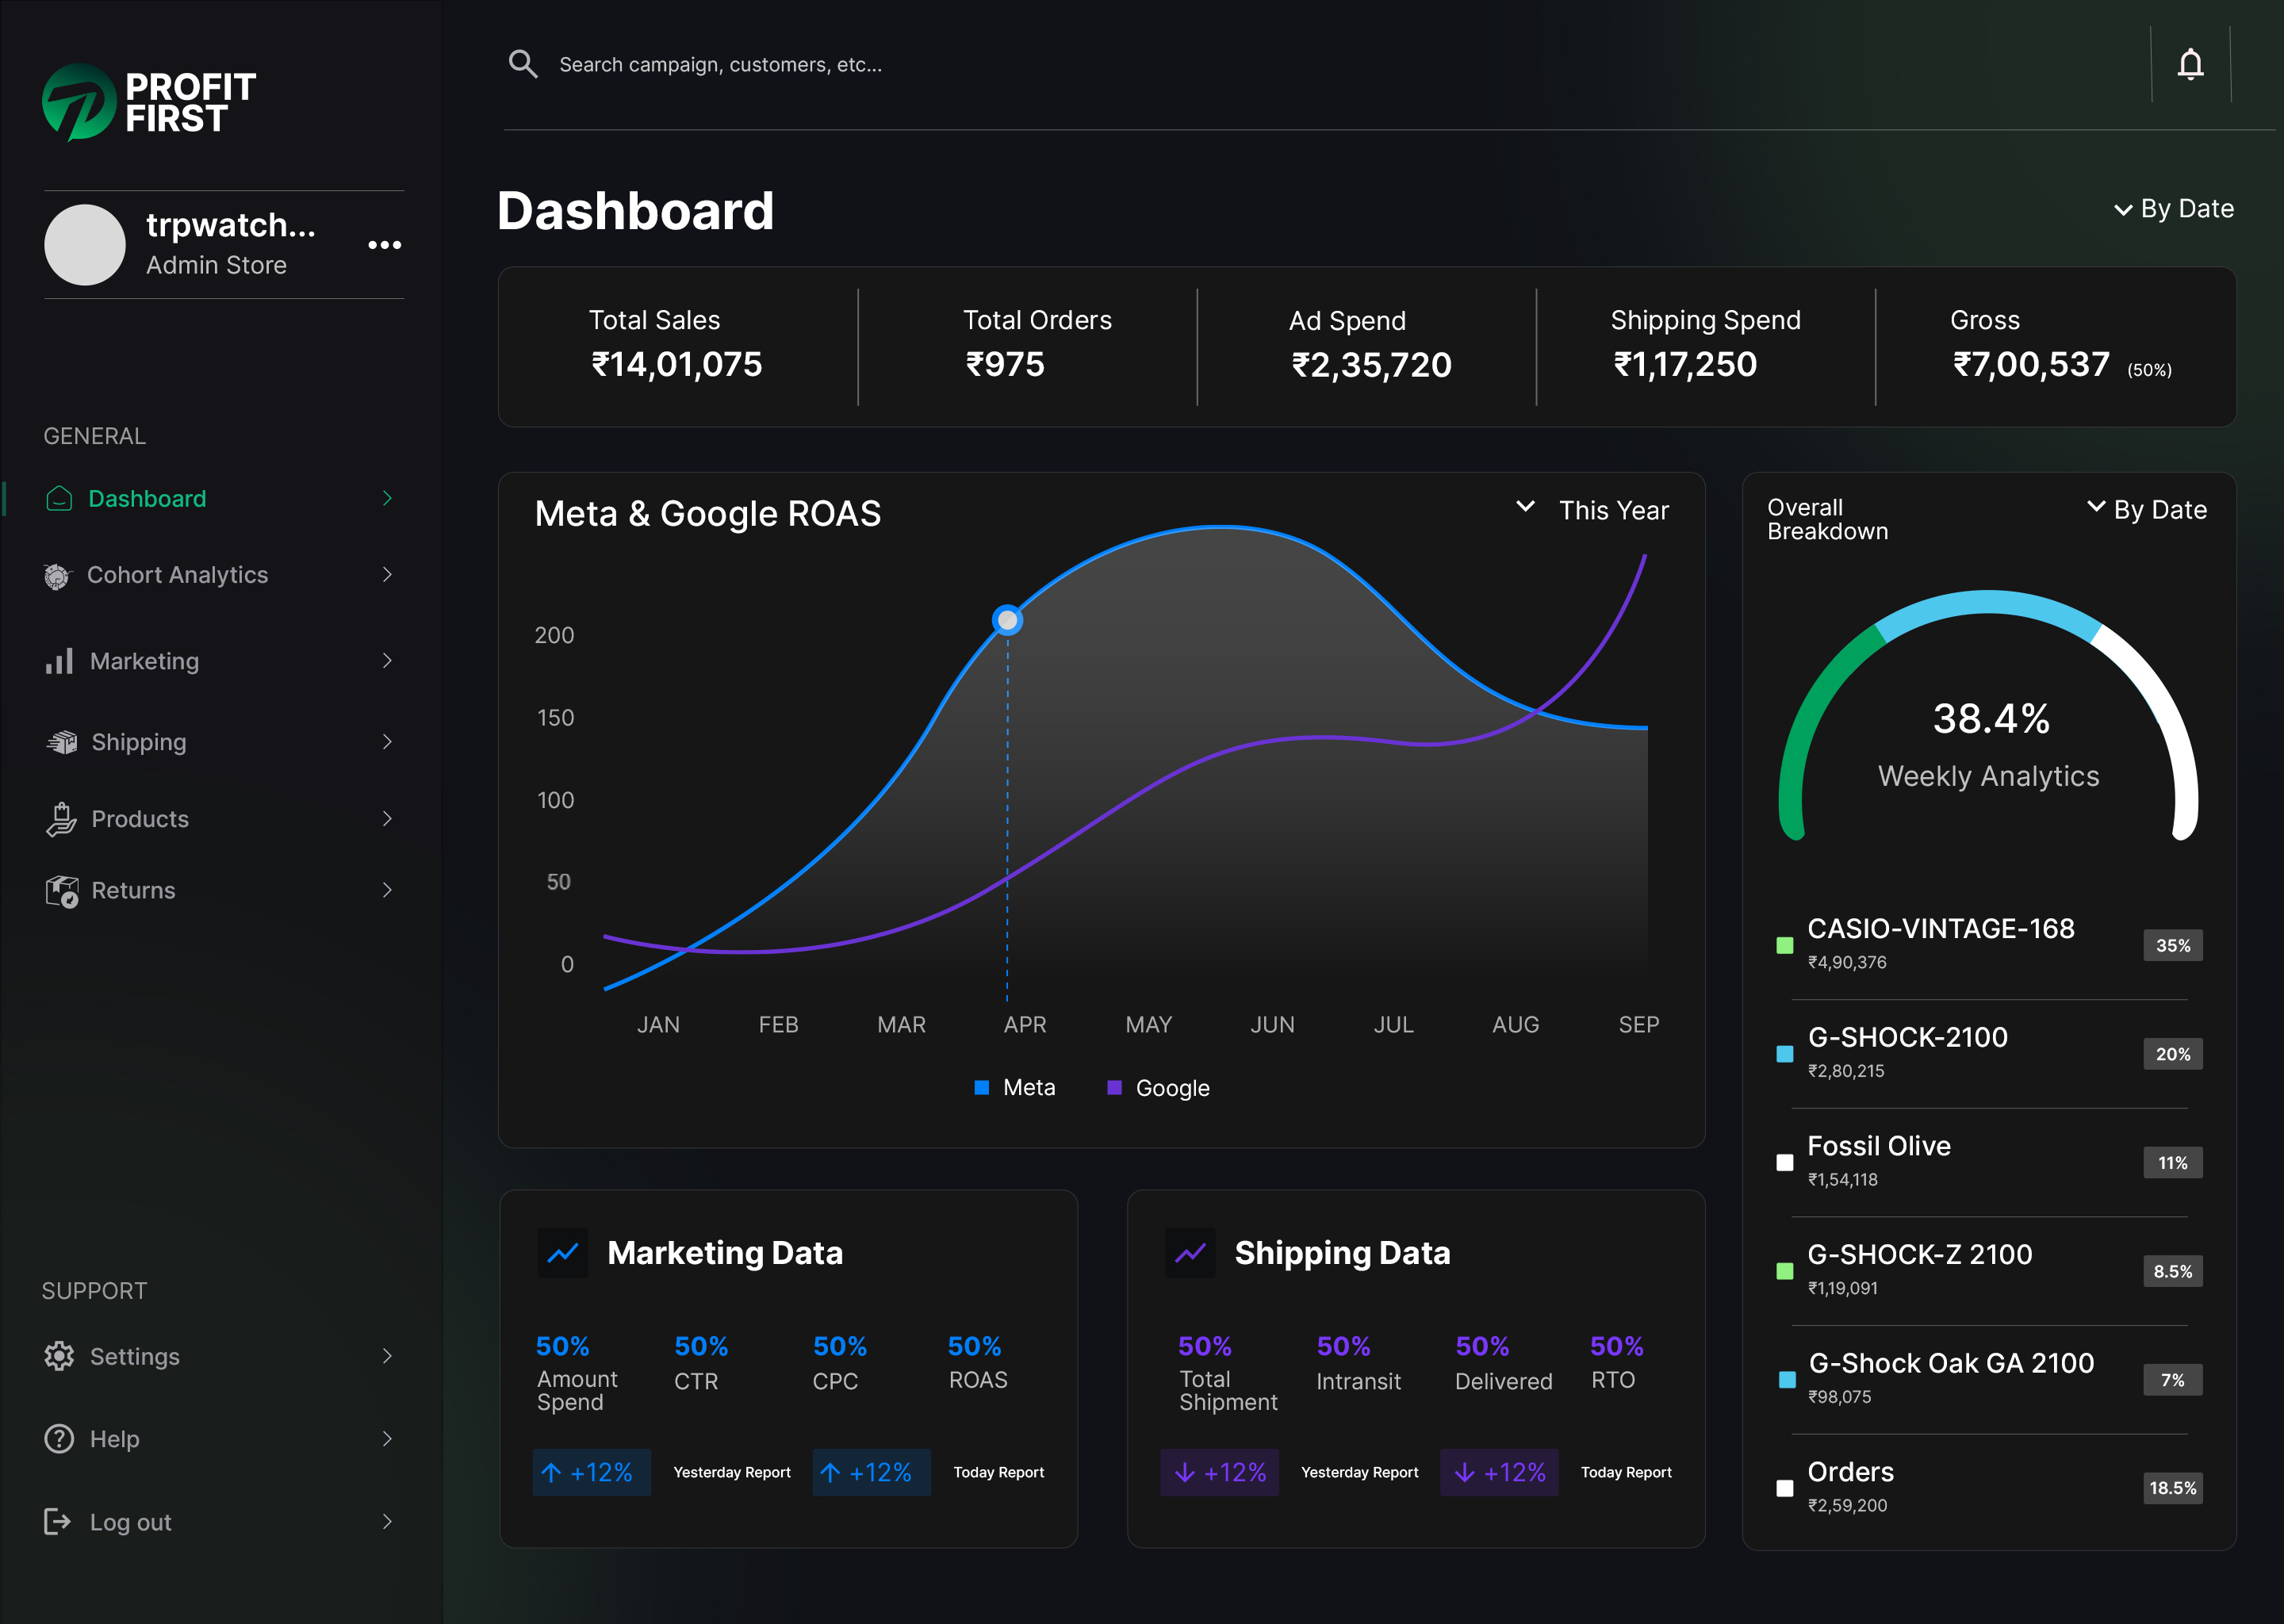 PROFIT
FIRST
trpwatch...
Admin Store
GENERAL
Dashboard
Cohort Analytics
Marketing
Shipping
Products
Returns
SUPPORT
Settings
Help
Log out
Search campaign, customers, etc...
Dashboard
By Date
Total Sales
₹14,01,075
Total Orders
₹975
Ad Spend
₹2,35,720
Shipping Spend
₹1,17,250
Gross
₹7,00,537 (50%)
Meta & Google ROAS
This Year
200
150
100
50
0
JAN FEB MAR APR MAY JUN JUL AUG SEP
Meta Google
Marketing Data
50% 50% 50% 50%
Amount
Spend
CTR
CPC
ROAS
+12% Yesterday Report +12% Today Report
Shipping Data
50% 50% 50% 50%
Total
Shipment
Intransit
Delivered
RTO
+12% Yesterday Report +12% Today Report
Overall
Breakdown
By Date
38.4%
Weekly Analytics
CASIO-VINTAGE-168
₹4,90,376
35%
G-SHOCK-2100
₹2,80,215
20%
Fossil Olive
₹1,54,118
11%
G-SHOCK-Z 2100
₹1,19,091
8.5%
G-Shock Oak GA 2100
₹98,075
7%
Orders
₹2,59,200
18.5%